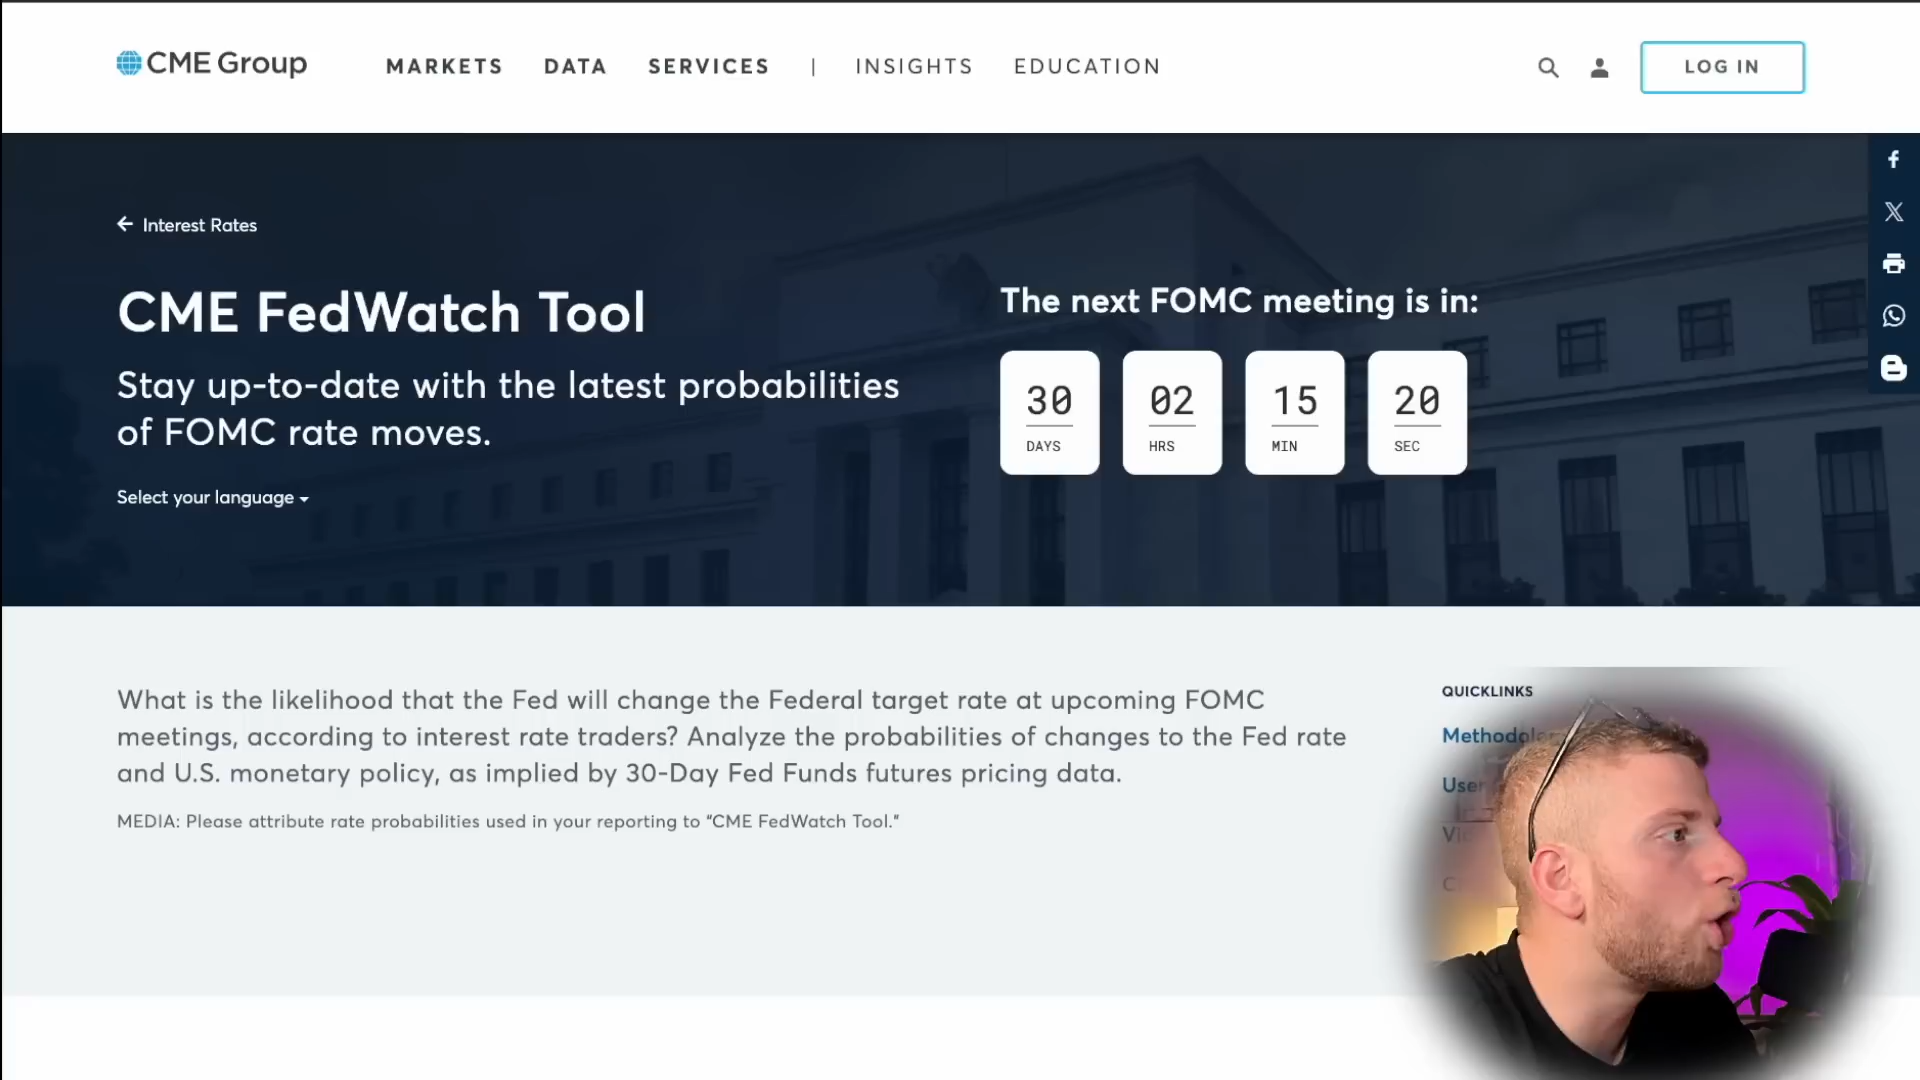 CME Group
MARKETS
DATA
SERVICES
|
INSIGHTS
EDUCATION
LOG IN
← Interest Rates
CME FedWatch Tool
Stay up-to-date with the latest probabilities
of FOMC rate moves.
Select your language
The next FOMC meeting is in:
30 02 15 20
DAYS HRS MIN SEC
What is the likelihood that the Fed will change the Federal target rate at upcoming FOMC
meetings, according to interest rate traders? Analyze the probabilities of changes to the Fed rate
and U.S. monetary policy, as implied by 30-Day Fed Funds futures pricing data.
MEDIA: Please attribute rate probabilities used in your reporting to “CME FedWatch Tool.”
QUICKLINKS
User